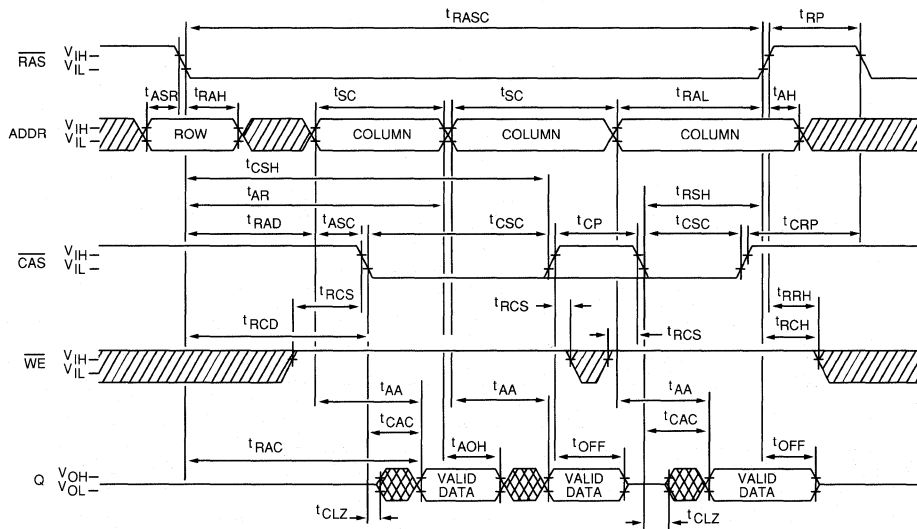 tRASC tRP
RAS VIH VIL
tASR tRAH tSC tSC tRAL tAH
ADDR VIH VIL ROW COLUMN COLUMN COLUMN
tCSH
tAR tRSH
tRAD tASC tCSC tCP tCSC tCRP
CAS VIH VIL
tRCS tRCS tRRH
tRCD tRCS tRCH
WE VIH VIL
tAA tAA tAA
tCAC tCAC
tRAC tAOH tOFF tOFF
Q VOH VOL VALID DATA VALID DATA VALID DATA
tCLZ tCLZ